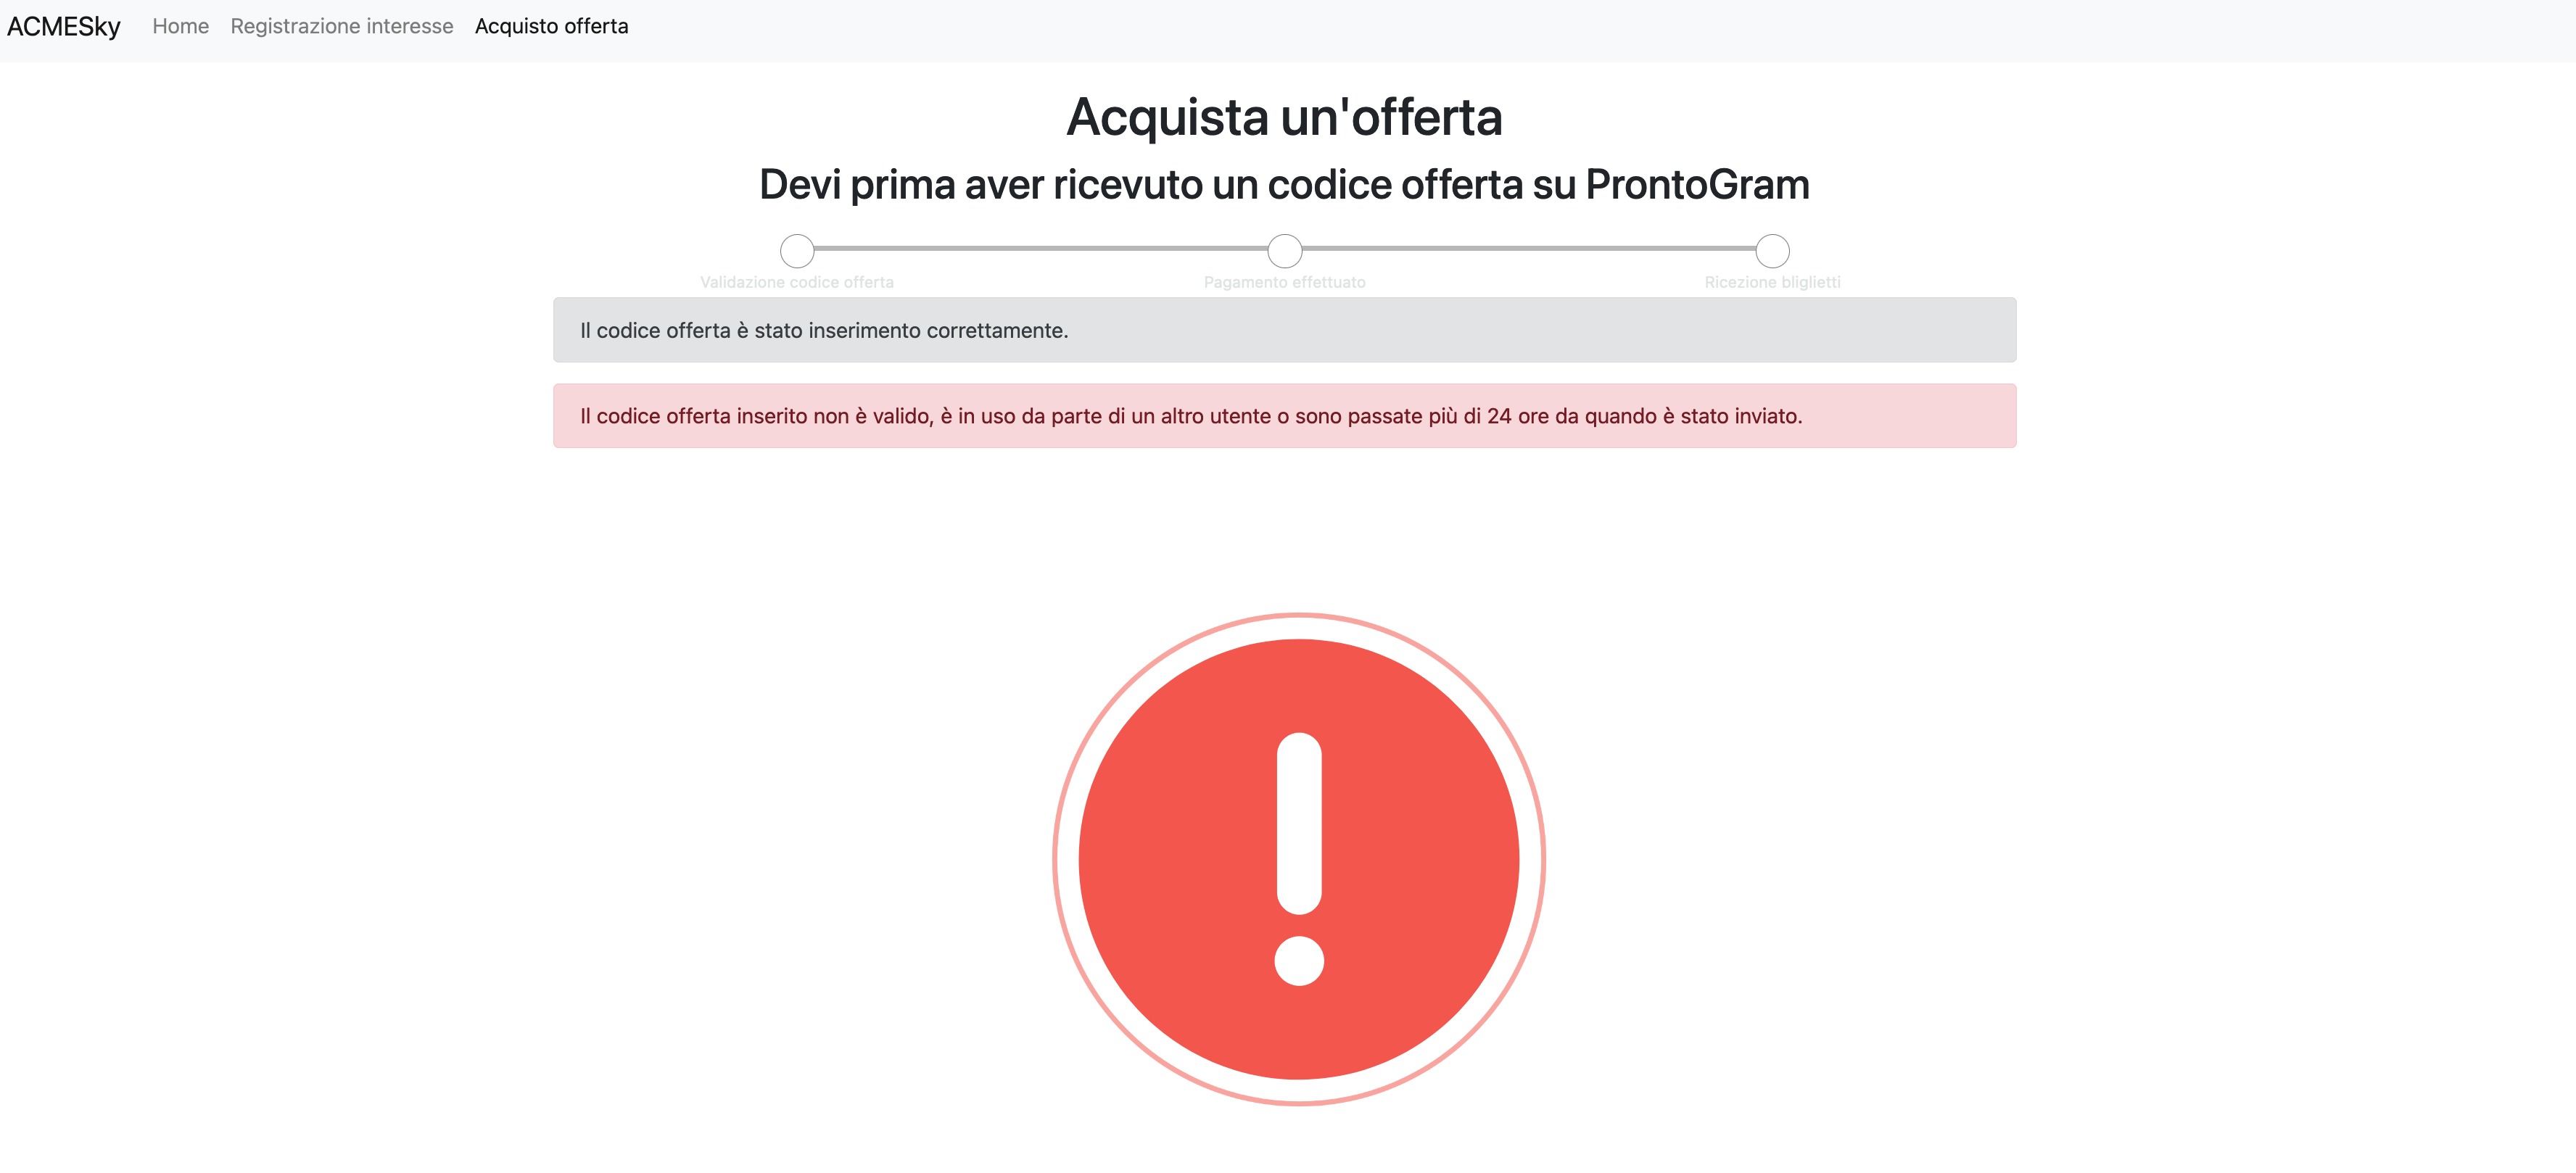 ACMESky Home Registrazione interesse Acquisto offerta
Acquista un'offerta
Devi prima aver ricevuto un codice offerta su ProntoGram
Validazione codice offerta Pagamento effettuato Ricezione bliglietti
Il codice offerta è stato inserimento correttamente.
Il codice offerta inserito non è valido, è in uso da parte di un altro utente o sono passate più di 24 ore da quando è stato inviato.